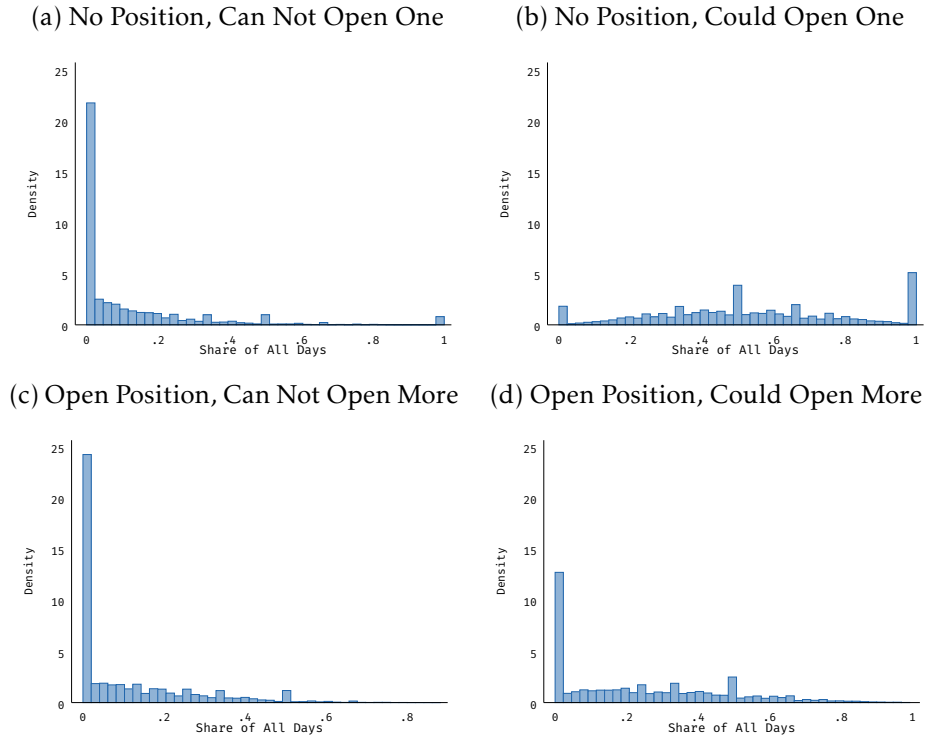 (a) No Position, Can Not Open One
(b) No Position, Could Open One
25
20
15
10
5
0
Density
0 .2 .4 .6 .8 1
Share of All Days
25
20
15
10
5
0
Density
0 .2 .4 .6 .8 1
Share of All Days
(c) Open Position, Can Not Open More
(d) Open Position, Could Open More
25
20
15
10
5
0
Density
0 .2 .4 .6 .8
Share of All Days
25
20
15
10
5
0
Density
0 .2 .4 .6 .8 1
Share of All Days